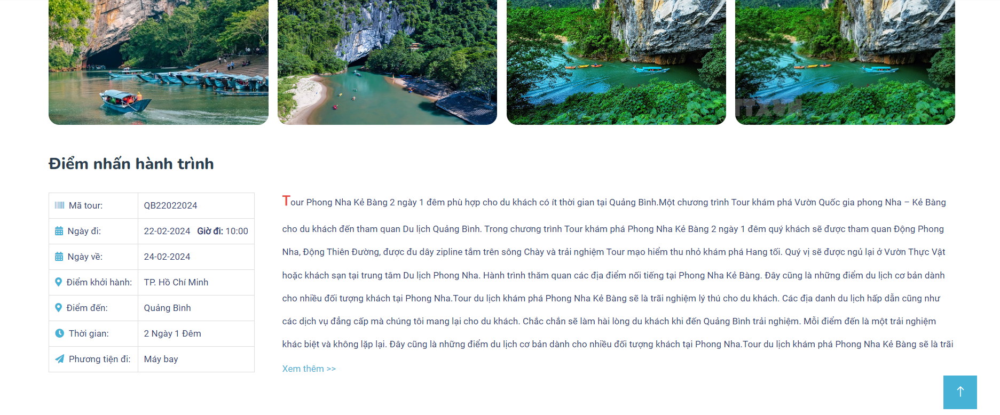 Điểm nhấn hành trình
Mã tour: QB22022024
Ngày đi: 22-02-2024 Giờ đi: 10:00
Ngày về: 24-02-2024
Điểm khởi hành: TP. Hồ Chí Minh
Điểm đến: Quảng Bình
Thời gian: 2 Ngày 1 Đêm
Phương tiện đi: Máy bay
Tour Phong Nha Kẻ Bàng 2 ngày 1 đêm phù hợp cho du khách có ít thời gian tại Quảng Bình.Một chương trình Tour khám phá Vườn Quốc gia phong Nha – Kẻ Bàng
cho du khách đến tham quan Du lịch Quảng Bình. Trong chương trình Tour khám phá Phong Nha Kẻ Bàng 2 ngày 1 đêm quý khách sẽ được tham quan Động Phong
Nha, Động Thiên Đường, được đu dây zipline tắm trên sông Chày và trải nghiệm Tour mạo hiểm thu nhỏ khám phá Hang tối. Quý vị sẽ được ngủ lại ở Vườn Thực Vật
hoặc khách sạn tại trung tâm Du lịch Phong Nha. Hành trình thăm quan các địa điểm nối tiếng tại Phong Nha Kẻ Bàng. Đây cũng là những điểm du lịch cơ bản dành
cho nhiều đối tượng khách tại Phong Nha.Tour du lịch khám phá Phong Nha Kẻ Bàng sẽ là trãi nghiệm lý thú cho du khách. Các địa danh du lịch hấp dẫn cũng như
các dịch vụ đẳng cấp mà chúng tôi mang lại cho du khách. Chắc chắn sẽ làm hài lòng du khách khi đến Quảng Bình trải nghiệm. Mỗi điểm đến là một trải nghiệm
khác biệt và không lặp lại. Đây cũng là những điểm du lịch cơ bản dành cho nhiều đối tượng khách tại Phong Nha.Tour du lịch khám phá Phong Nha Kẻ Bàng sẽ là trãi
Xem thêm >>